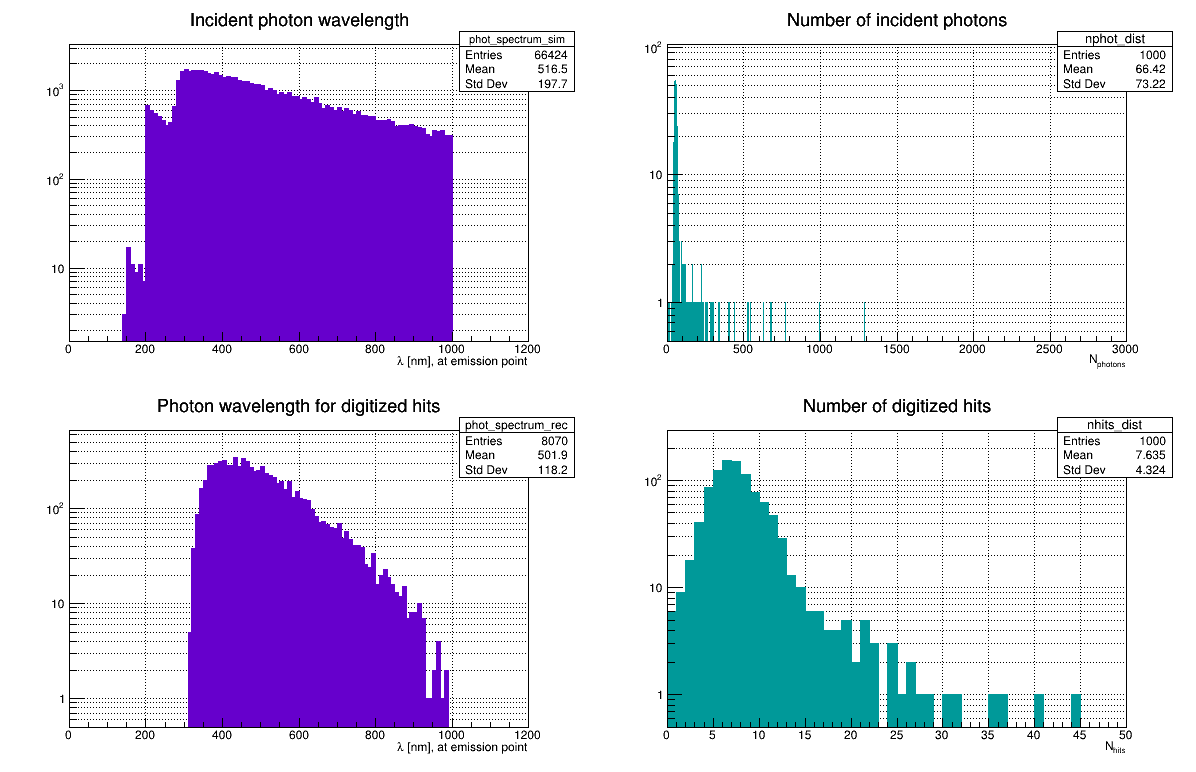 Incident photon wavelength
phot_spectrum_sim
Entries 66424
Mean 516.5
Std Dev 197.7
10³
10²
10
0 200 400 600 800 1000 1200
λ [nm], at emission point
Number of incident photons
nphot_dist
Entries 1000
Mean 66.42
Std Dev 73.22
10²
10
1
0 500 1000 1500 2000 2500 3000
Nphotons
Photon wavelength for digitized hits
phot_spectrum_rec
Entries 8070
Mean 501.9
Std Dev 118.2
10²
10
1
0 200 400 600 800 1000 1200
λ [nm], at emission point
Number of digitized hits
nhits_dist
Entries 1000
Mean 7.635
Std Dev 4.324
10²
10
1
0 5 10 15 20 25 30 35 40 45 50
Nhits